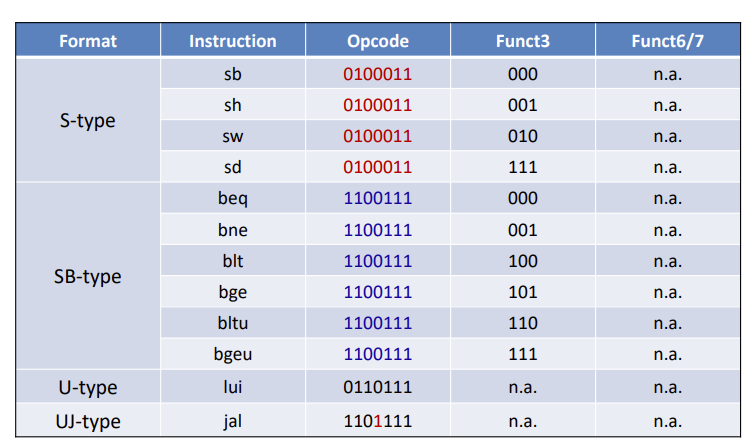 Format Instruction Opcode Funct3 Funct6/7
S-type
sb 0100011 000 n.a.
sh 0100011 001 n.a.
sw 0100011 010 n.a.
sd 0100011 111 n.a.
SB-type
beq 1100111 000 n.a.
bne 1100111 001 n.a.
blt 1100111 100 n.a.
bge 1100111 101 n.a.
bltu 1100111 110 n.a.
bgeu 1100111 111 n.a.
U-type lui 0110111 n.a. n.a.
UJ-type jal 1101111 n.a. n.a.